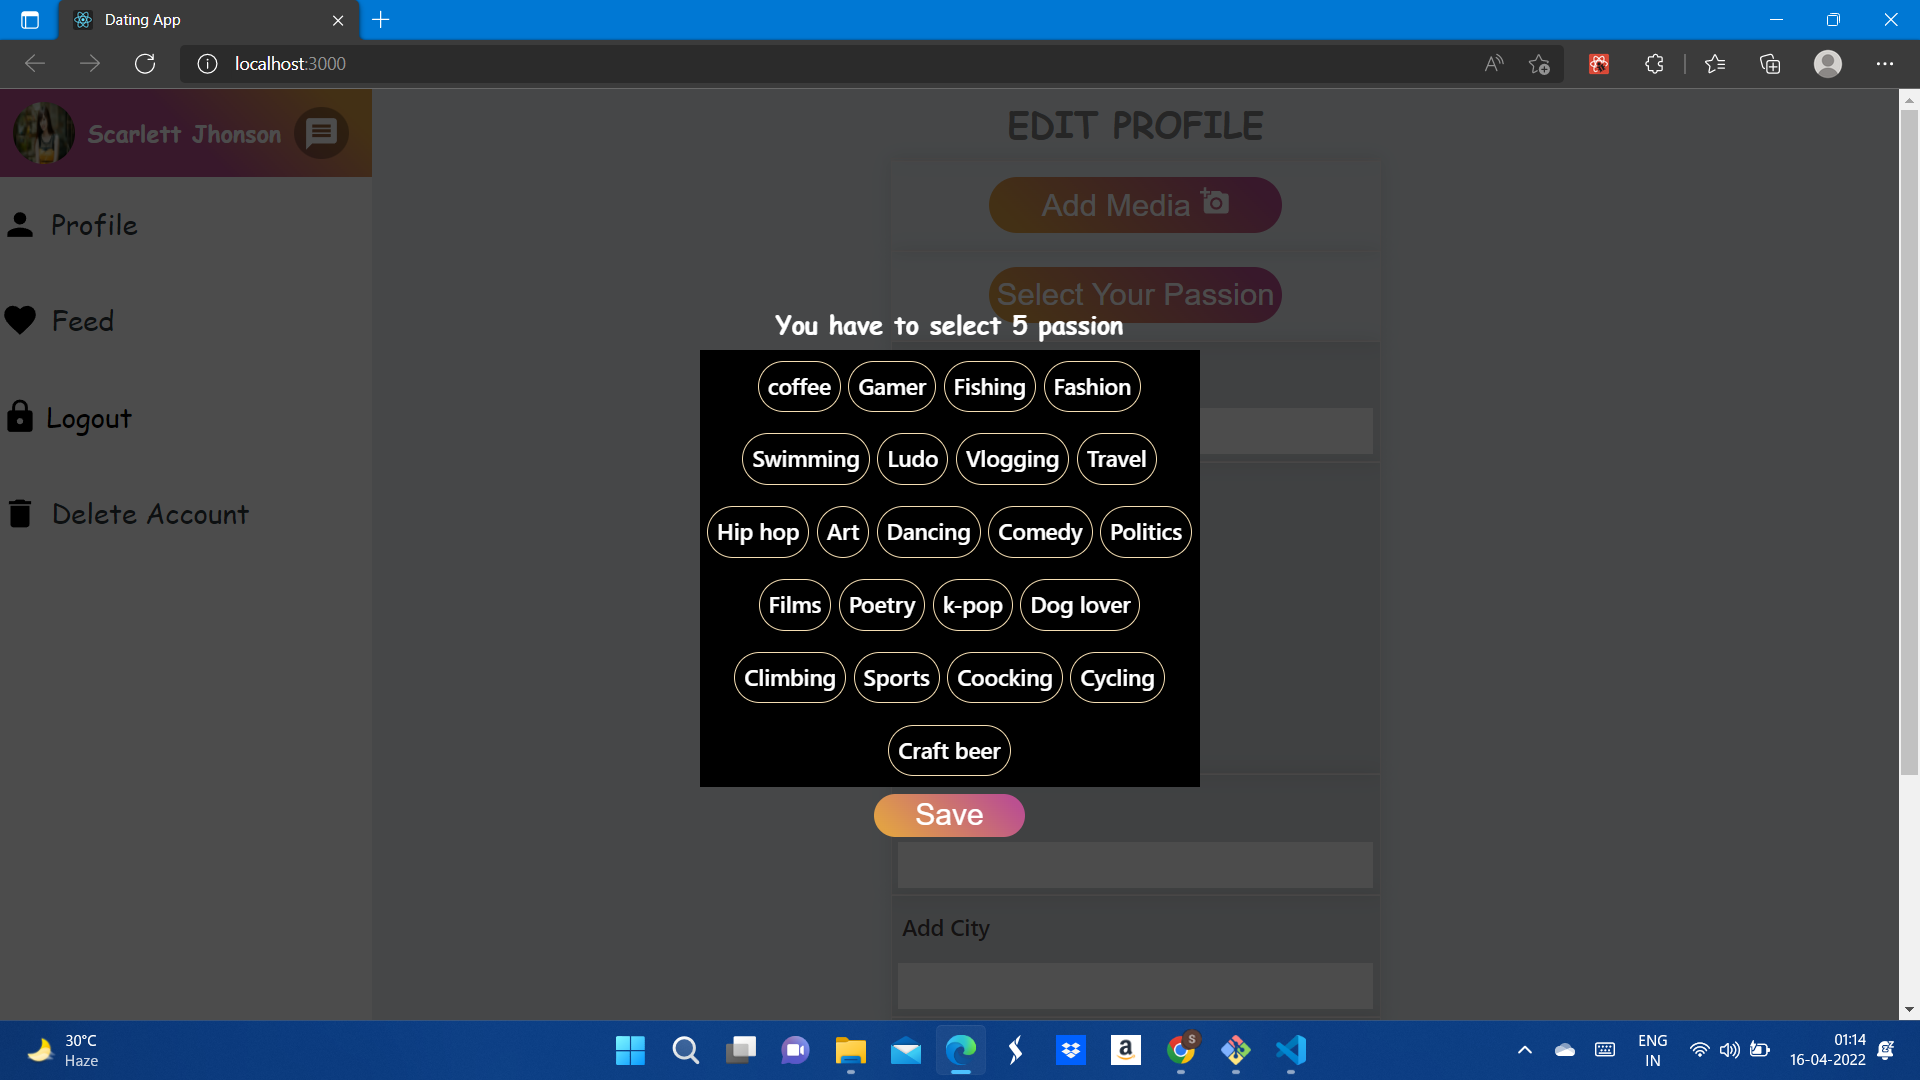 Dating App
localhost:3000
Scarlett Jhonson
Profile
Feed
Logout
Delete Account
EDIT PROFILE
Add Media
Select Your Passion
You have to select 5 passion
coffee Gamer Fishing Fashion
Swimming Ludo Vlogging Travel
Hip hop Art Dancing Comedy Politics
Films Poetry k-pop Dog lover
Climbing Sports Coocking Cycling
Craft beer
Save
Add City
30°C
Haze
S
a
ENG
IN
01:14
16-04-2022